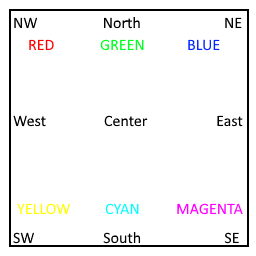 NW North NE
RED GREEN BLUE
West Center East
YELLOW CYAN MAGENTA
SW South SE